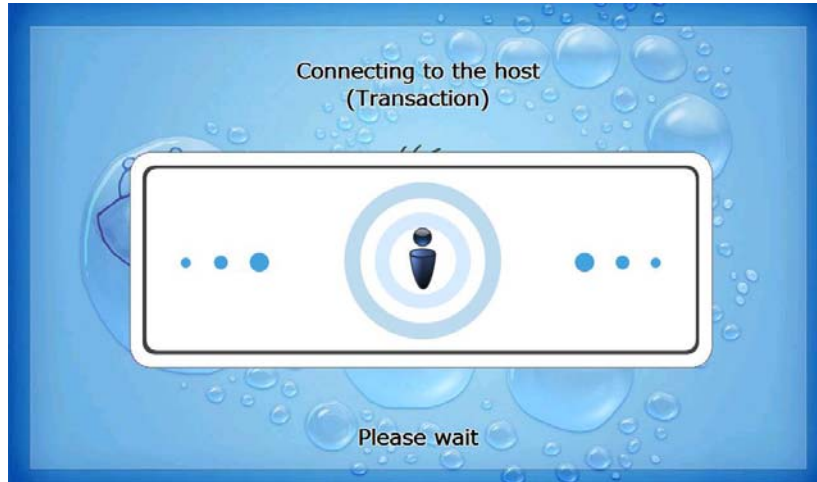 Connecting to the host
(Transaction)
Please wait